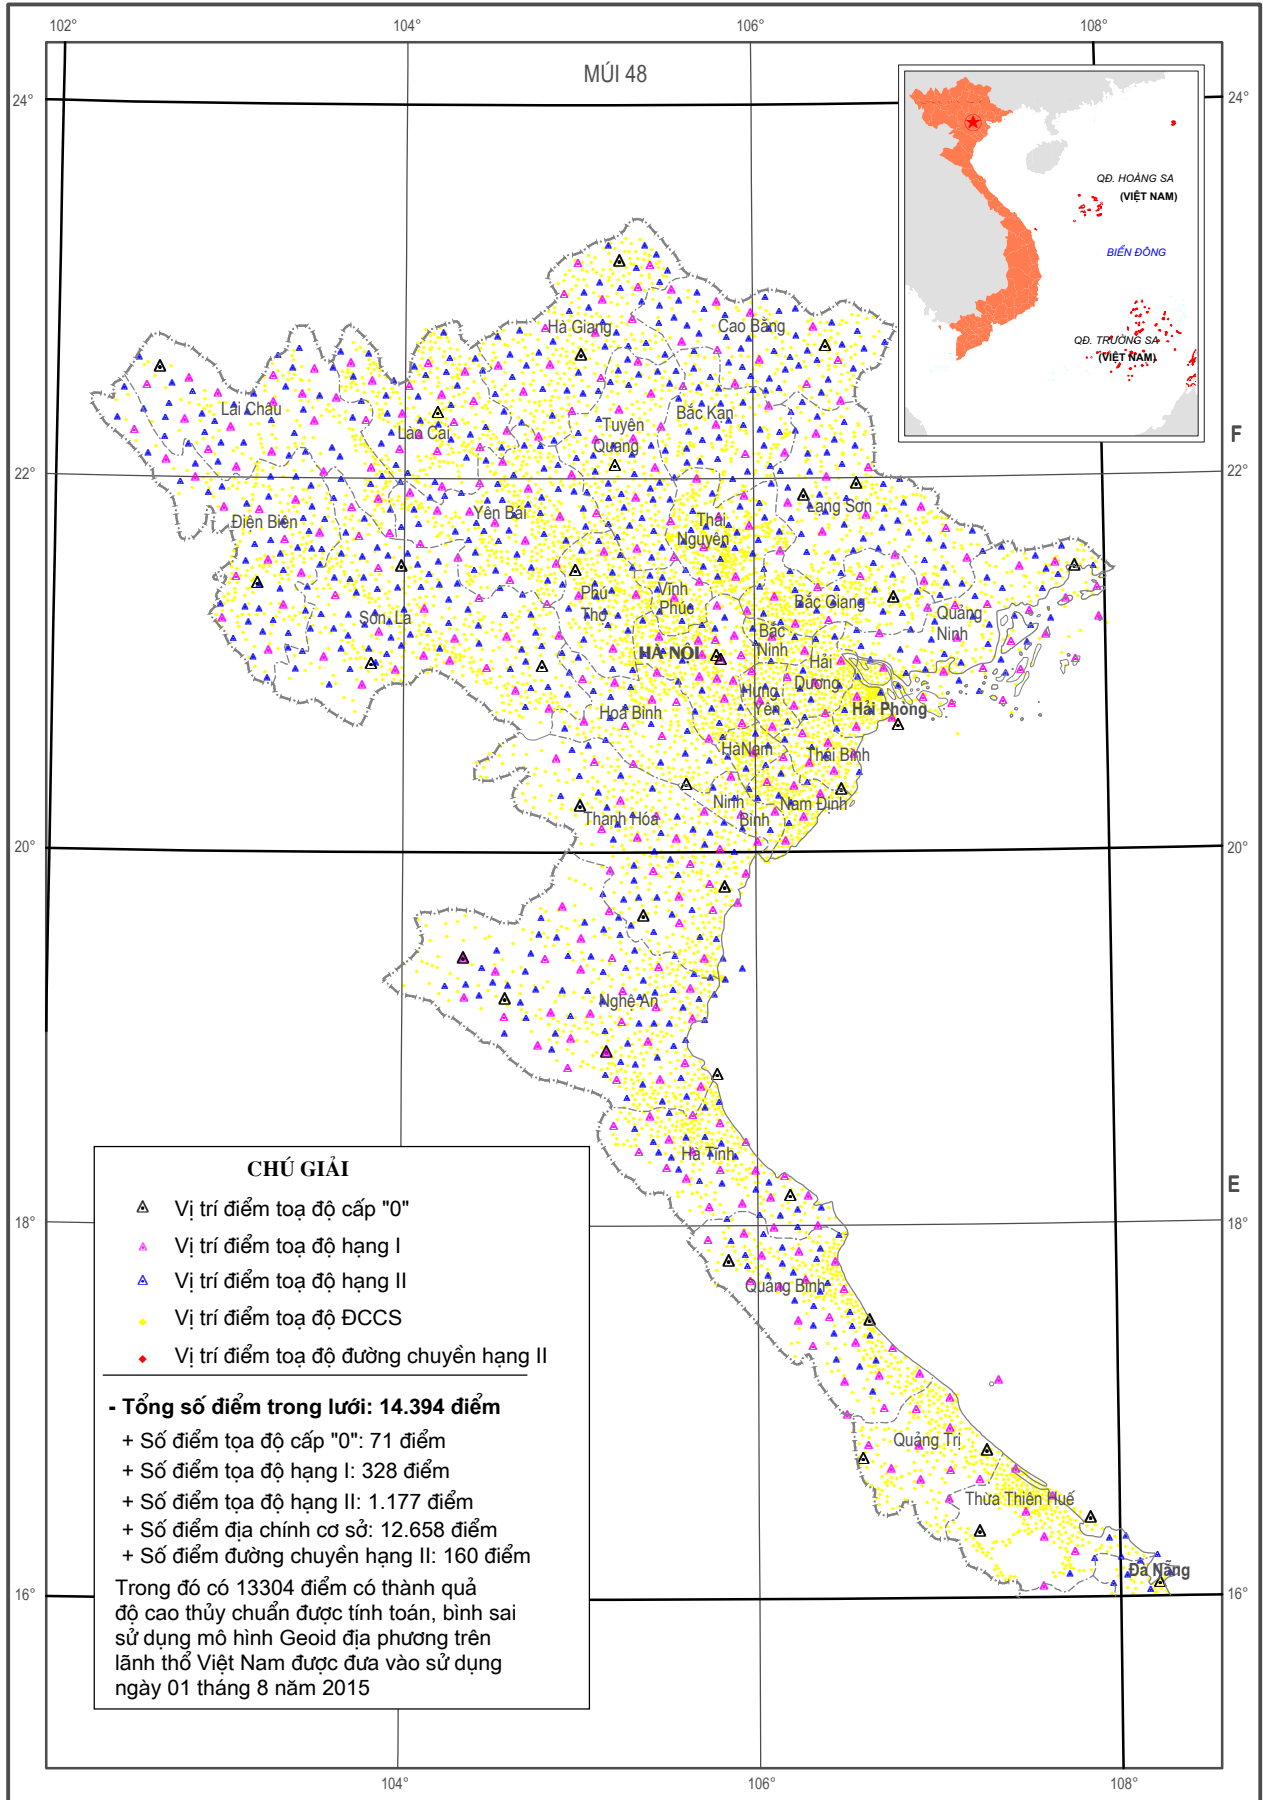 102°
104°
106°
108°
MÚI 48
24°
24°
QĐ. HOÀNG SA
(VIỆT NAM)
BIỂN ĐÔNG
QĐ. TRƯỜNG SA
(VIỆT NAM)
Hà Giang
Cao Bằng
Lai Châu
Lào Cai
Bắc Kạn
Tuyên
Quang
F
22°
22°
Điện Biên
Yên Bái
Thái
Nguyên
Lạng Sơn
Phú
Thọ
Vĩnh
Phúc
Bắc Giang
Quảng
Ninh
Sơn La
Bắc
Ninh
HÀ NỘI
Hải
Dương
Hưng
Yên
Hoà Bình
Hải Phòng
Hà Nam
Thái Bình
Ninh
Bình
Nam Định
Thanh Hóa
20°
20°
Nghệ An
Hà Tĩnh
E
18°
18°
Quảng Bình
Quảng Trị
Thừa Thiên Huế
Đà Nẵng
16°
16°
CHÚ GIẢI
Vị trí điểm toạ độ cấp "0"
Vị trí điểm toạ độ hạng I
Vị trí điểm toạ độ hạng II
Vị trí điểm toạ độ ĐCCS
Vị trí điểm toạ độ đường chuyền hạng II
- Tổng số điểm trong lưới: 14.394 điểm
+ Số điểm tọa độ cấp "0": 71 điểm
+ Số điểm tọa độ hạng I: 328 điểm
+ Số điểm tọa độ hạng II: 1.177 điểm
+ Số điểm địa chính cơ sở: 12.658 điểm
+ Số điểm đường chuyền hạng II: 160 điểm
Trong đó có 13304 điểm có thành quả
độ cao thủy chuẩn được tính toán, bình sai
sử dụng mô hình Geoid địa phương trên
lãnh thổ Việt Nam được đưa vào sử dụng
ngày 01 tháng 8 năm 2015
104°
106°
108°